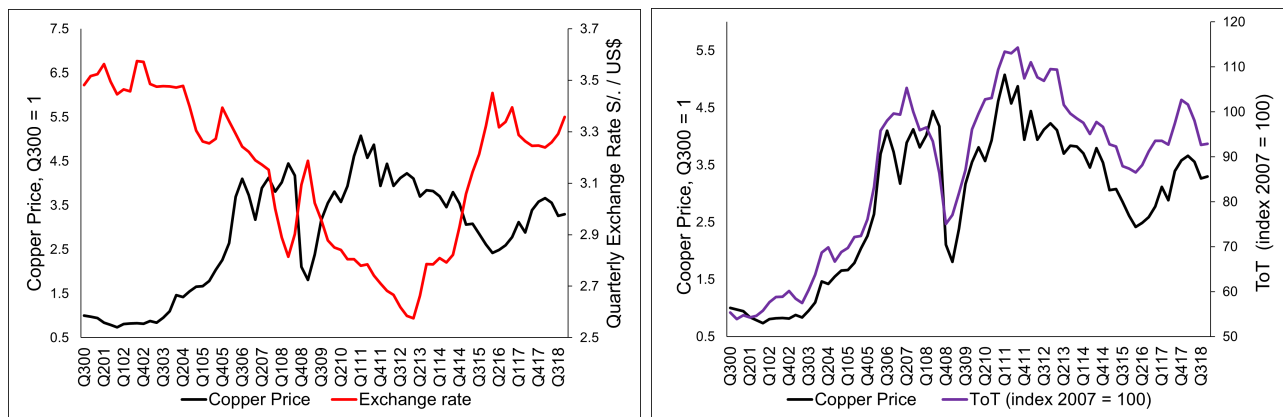 Copper Price, Q300 = 1
7.5
6.5
5.5
4.5
3.5
2.5
1.5
0.5
3.7
3.5
3.3
3.1
2.9
2.7
2.5
Quarterly Exchange Rate S/. / US$
Q300
Q201
Q102
Q402
Q303
Q204
Q105
Q405
Q306
Q207
Q108
Q408
Q309
Q210
Q111
Q411
Q312
Q213
Q114
Q414
Q315
Q216
Q117
Q417
Q318
Copper Price
Exchange rate
Cooper Price, Q300 = 1
5.5
4.5
3.5
2.5
1.5
0.5
120
110
100
90
80
70
60
50
ToT (index 2007 = 100)
Q300
Q201
Q102
Q402
Q303
Q204
Q105
Q405
Q306
Q207
Q108
Q408
Q309
Q210
Q111
Q411
Q312
Q213
Q114
Q414
Q315
Q216
Q117
Q417
Q318
Copper Price
ToT (index 2007 = 100)